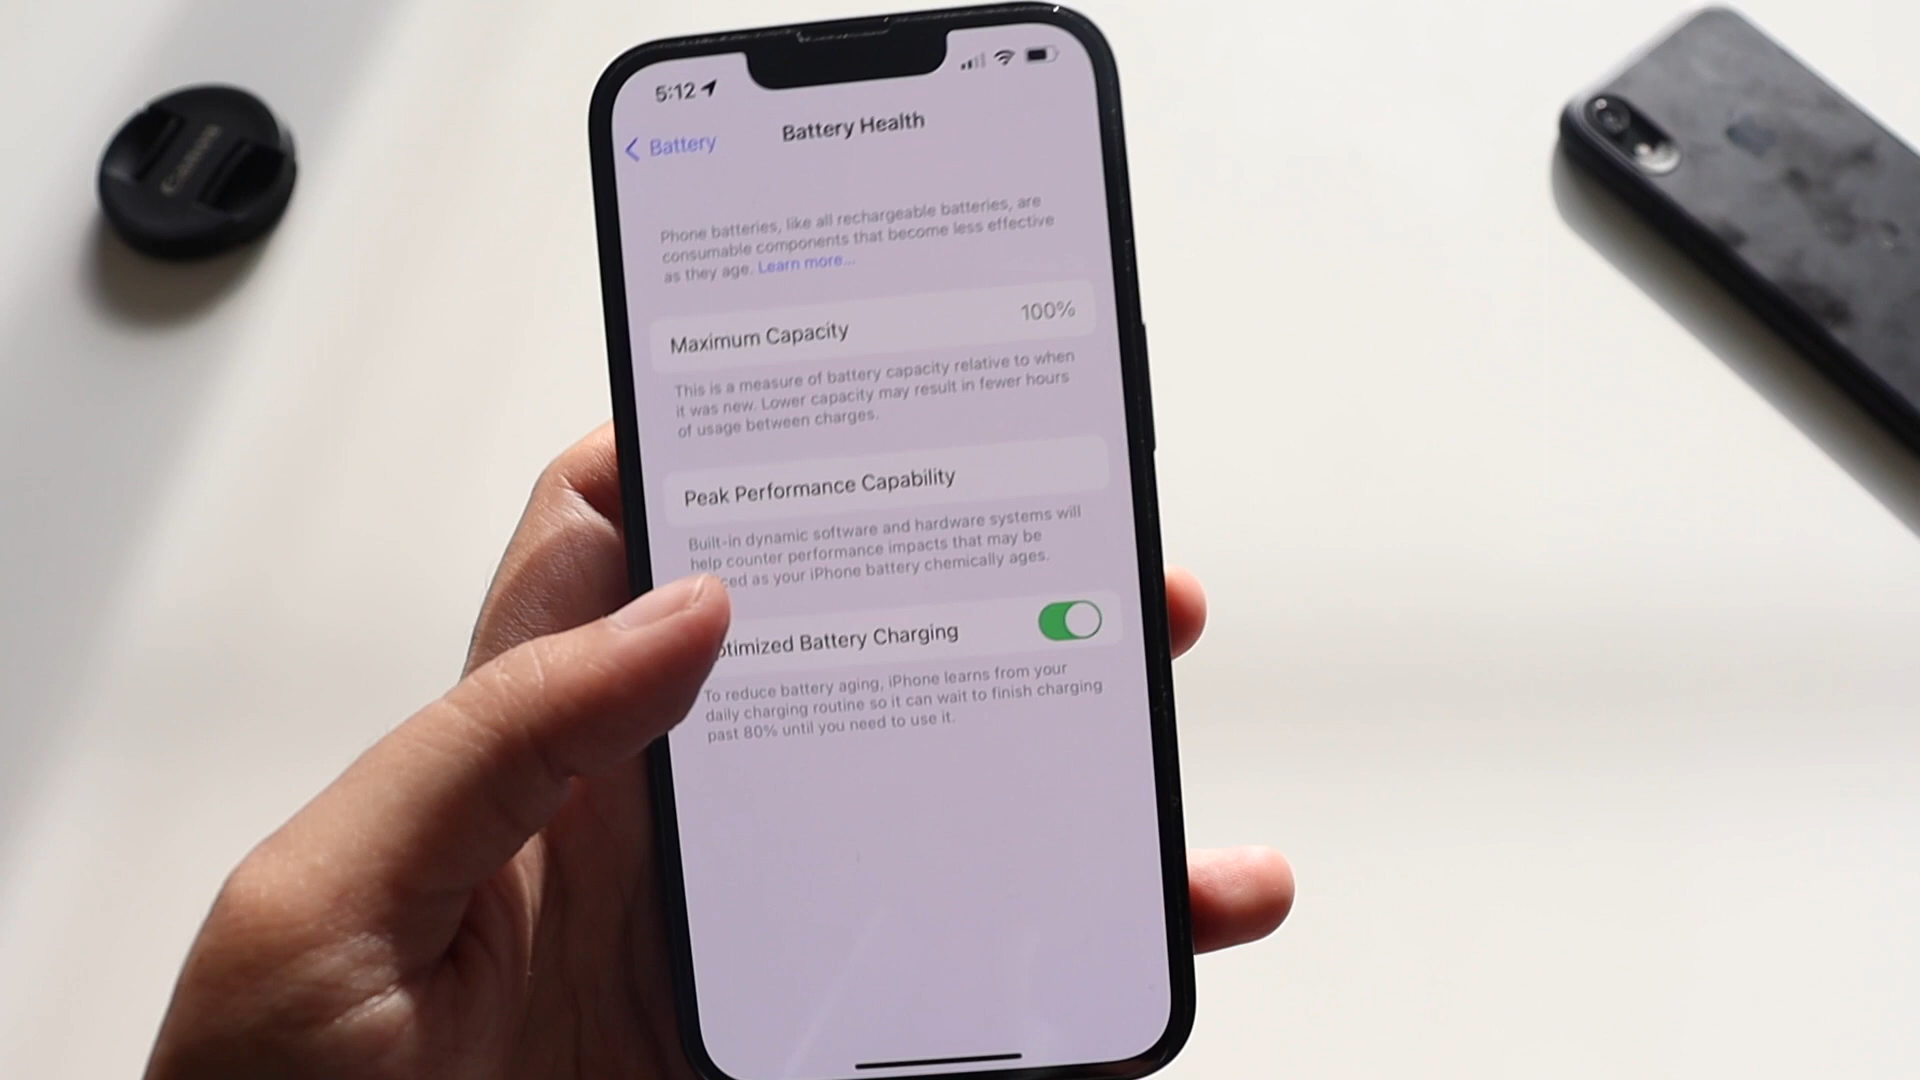 5:12
Battery
Battery Health
Phone batteries, like all rechargeable batteries, are
consumable components that become less effective
as they age. Learn more...
Maximum Capacity
100%
This is a measure of battery capacity relative to when
it was new. Lower capacity may result in fewer hours
of usage between charges.
Peak Performance Capability
Built-in dynamic software and hardware systems will
help counter performance impacts that may be
ced as your iPhone battery chemically ages.
ptimized Battery Charging
To reduce battery aging, iPhone learns from your
daily charging routine so it can wait to finish charging
past 80% until you need to use it.
Canon